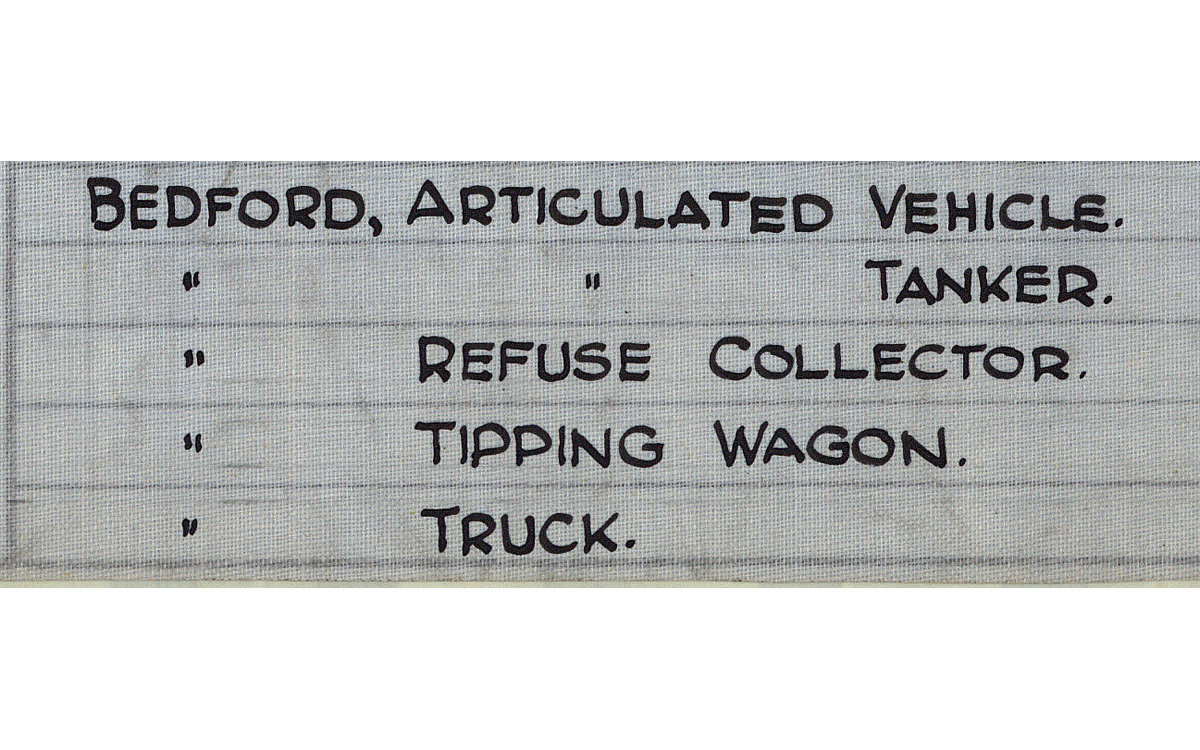 BEDFORD, ARTICULATED VEHICLE.
" " TANKER.
" REFUSE COLLECTOR.
" TIPPING WAGON.
" TRUCK.